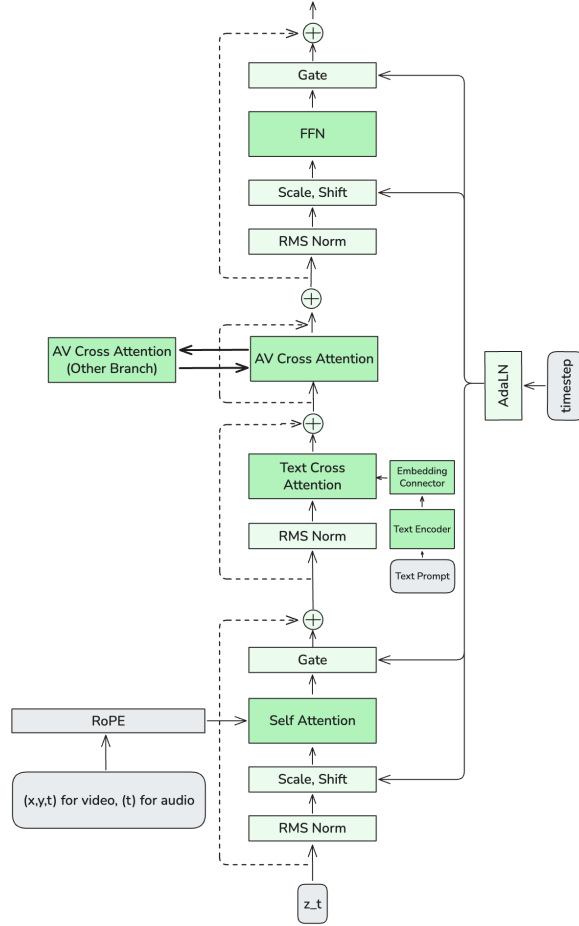 Gate
FFN
Scale, Shift
RMS Norm
AV Cross Attention
(Other Branch)
AV Cross Attention
AdaLN
timestep
Text Cross
Attention
Embedding
Connector
Text Encoder
RMS Norm
Text Prompt
Gate
RoPE
Self Attention
Scale, Shift
(x,y,t) for video, (t) for audio
RMS Norm
z_t